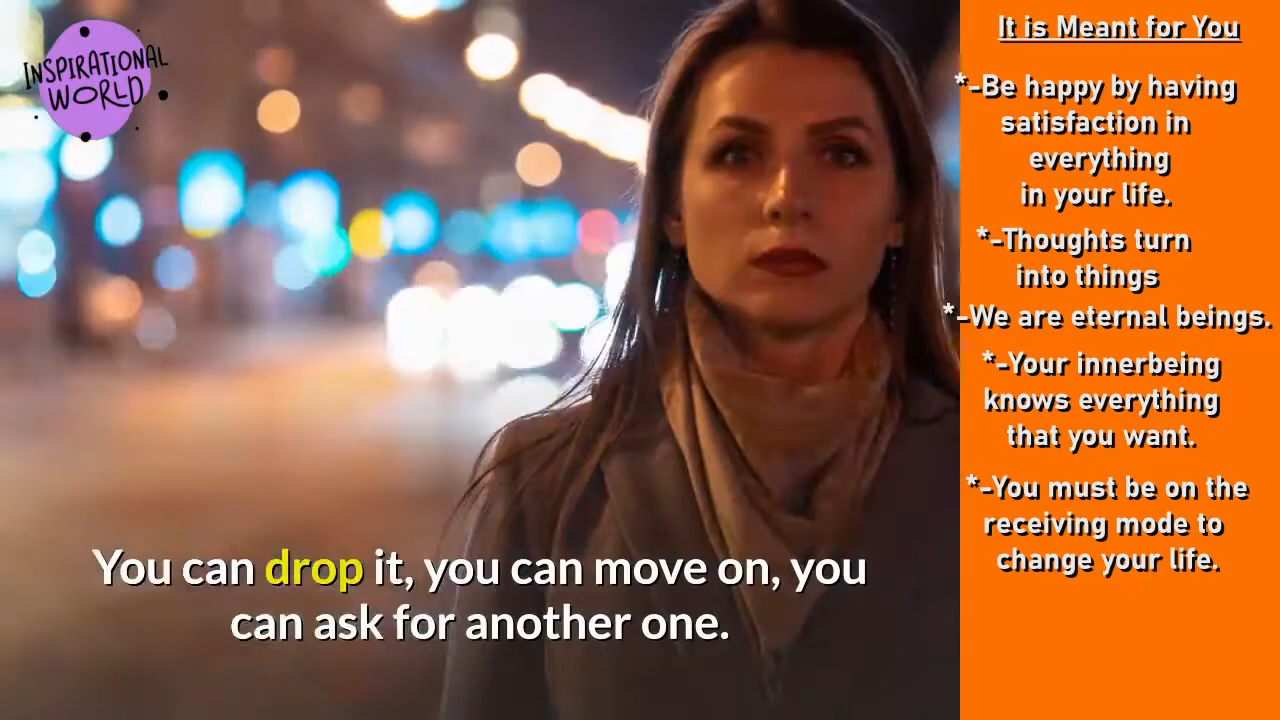 INSPIRATIONAL
WORLD
You can drop it, you can move on, you
can ask for another one.
It is Meant for You
*-Be happy by having
satisfaction in
everything
in your life.
*-Thoughts turn
into things
*-We are eternal beings.
*-Your innerbeing
knows everything
that you want.
*-You must be on the
receiving mode to
change your life.